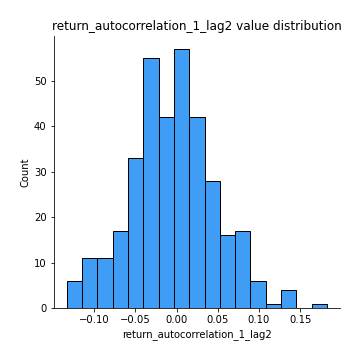 return_autocorrelation_1_lag2 value distribution
50
40
30
20
10
0
Count
−0.10 −0.05 0.00 0.05 0.10 0.15
return_autocorrelation_1_lag2